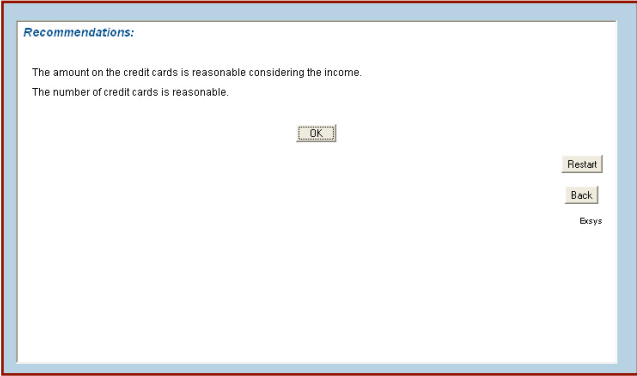 Recommendations:
The amount on the credit cards is reasonable considering the income.
The number of credit cards is reasonable.
OK
Restart
Back
Exsys